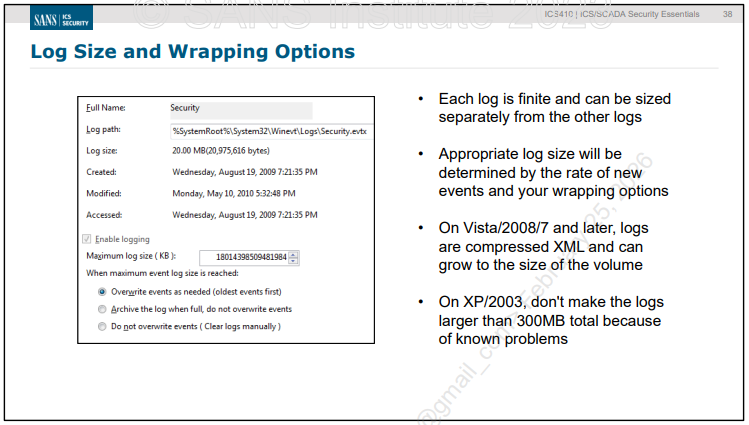 © SANS Institute 2026
SANS ICS SECURITY
ICS410 | ICS/SCADA Security Essentials 38
Log Size and Wrapping Options
Full Name: Security
Log path: %SystemRoot%\System32\Winevt\Logs\Security.evtx
Log size: 20.00 MB(20,975,616 bytes)
Created: Wednesday, August 19, 2009 7:21:35 PM
Modified: Monday, May 10, 2010 5:32:48 PM
Accessed: Wednesday, August 19, 2009 7:21:35 PM
Enable logging
Maximum log size ( KB ): 18014398509481984
When maximum event log size is reached:
Overwrite events as needed (oldest events first)
Archive the log when full, do not overwrite events
Do not overwrite events ( Clear logs manually )
• Each log is finite and can be sized
separately from the other logs
• Appropriate log size will be
determined by the rate of new
events and your wrapping options
• On Vista/2008/7 and later, logs
are compressed XML and can
grow to the size of the volume
• On XP/2003, don't make the logs
larger than 300MB total because
of known problems